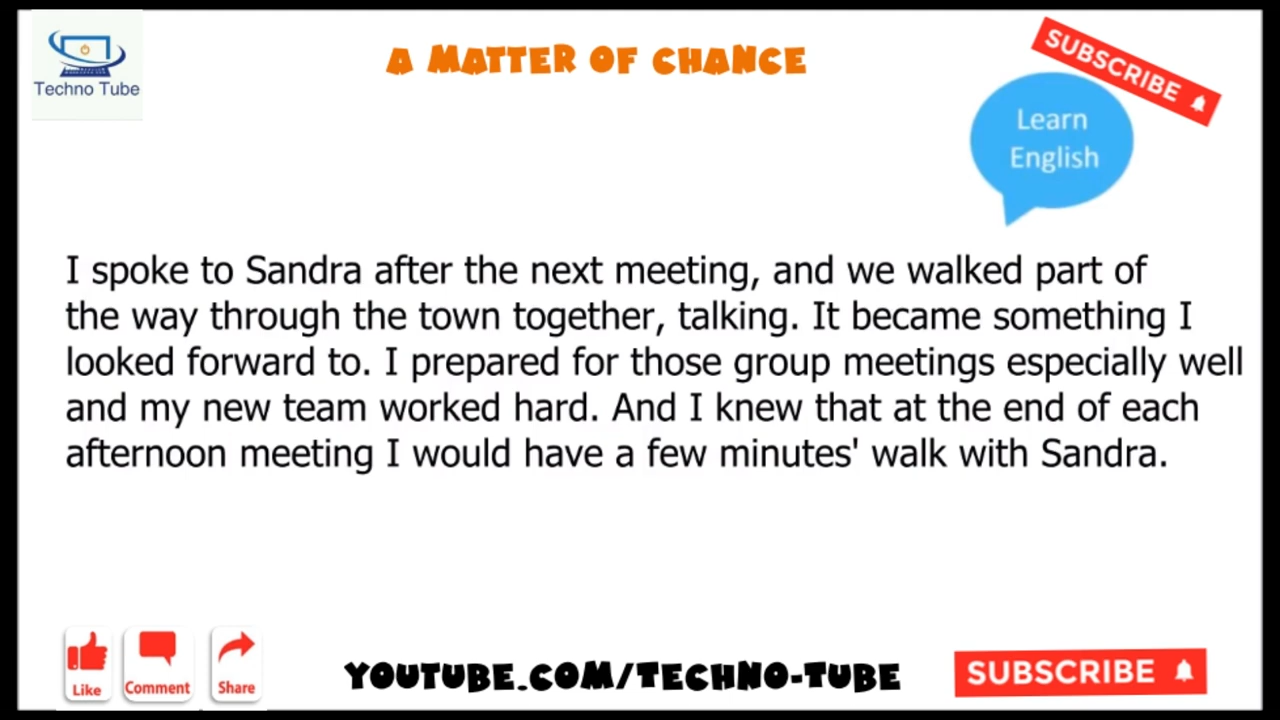 Techno Tube
A MATTER OF CHANCE
SUBSCRIBE
Learn
English
I spoke to Sandra after the next meeting, and we walked part of
the way through the town together, talking. It became something I
looked forward to. I prepared for those group meetings especially well
and my new team worked hard. And I knew that at the end of each
afternoon meeting I would have a few minutes' walk with Sandra.
Like
Comment
Share
YOUTUBE.COM/TECHNO-TUBE
SUBSCRIBE